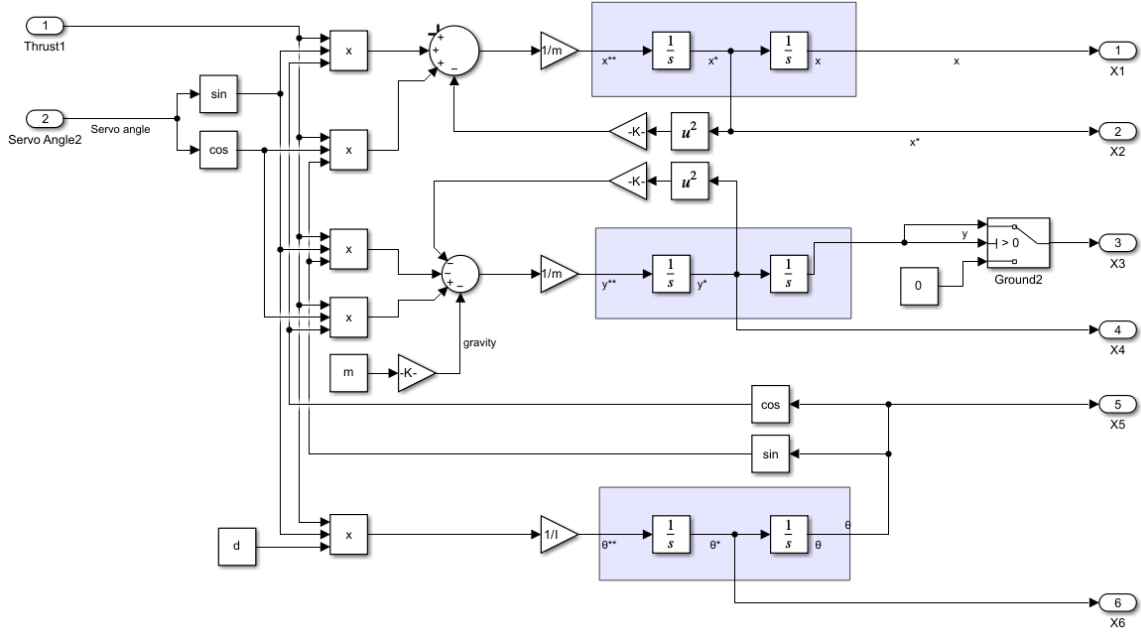 1
Thrust1
2
Servo Angle2
Servo angle
sin
cos
x
x
x
x
x
+
+
+
−
1/m
x**
1
s
x*
1
s
x
x
1
X1
-K-
u²
x*
2
X2
-K-
u²
−
−
+
−
1/m
y**
1
s
y*
1
s
y
> 0
0
Ground2
3
X3
4
X4
m
-K-
gravity
cos
5
X5
sin
d
1/I
θ**
1
s
θ*
1
s
θ
θ
6
X6